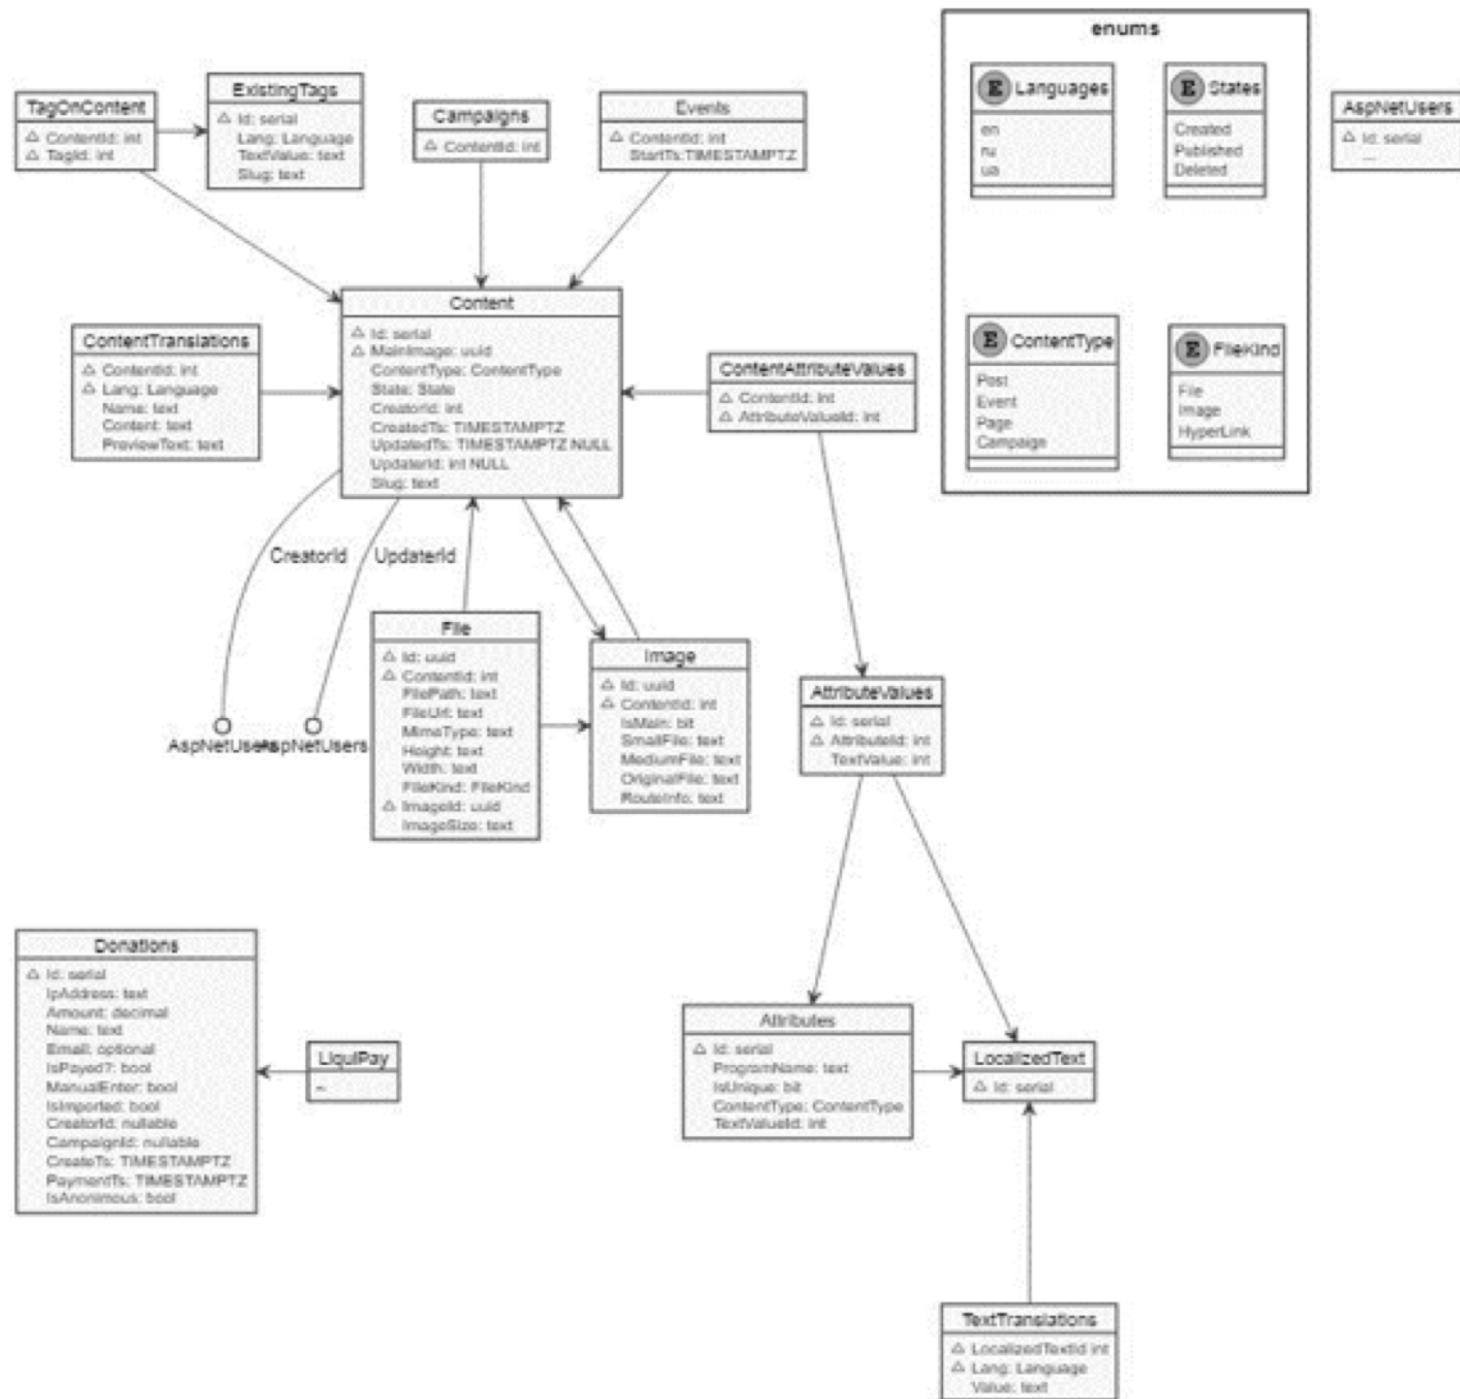 enums
TagOnContent
△ ContentId: int
△ TagId: int
ExistingTags
△ Id: serial
Lang: Language
TextValue: text
Slug: text
Campaigns
△ ContentId: int
Events
△ ContentId: int
StartTs:TIMESTAMPTZ
E Languages
en
ru
ua
E States
Created
Published
Deleted
AspNetUsers
△ Id: serial
...
E ContentType
Post
Event
Page
Campaign
E FileKind
File
Image
HyperLink
Content
△ Id: serial
△ MainImage: uuid
ContentType: ContentType
State: State
CreatorId: int
CreatedTs: TIMESTAMPTZ
UpdatedTs: TIMESTAMPTZ NULL
UpdaterId: int NULL
Slug: text
ContentTranslations
△ ContentId: int
△ Lang: Language
Name: text
Content: text
PreviewText: text
ContentAttributeValues
△ ContentId: int
△ AttributeValueId: int
CreatorId
UpdaterId
AspNetUsers
AspNetUsers
File
△ Id: uuid
△ ContentId: int
FilePath: text
FileUrl: text
MimeType: text
Height: text
Width: text
FileKind: FileKind
△ ImageId: uuid
ImageSize: text
Image
△ Id: uuid
△ ContentId: int
IsMain: bit
SmallFile: text
MediumFile: text
OriginalFile: text
RouteInfo: text
AttributeValues
△ Id: serial
△ AttributeId: int
TextValue: int
Donations
△ Id: serial
IpAddress: text
Amount: decimal
Name: text
Email: optional
IsPayed?: bool
ManualEnter: bool
IsImported: bool
CreatorId: nullable
CampaignId: nullable
CreateTs: TIMESTAMPTZ
PaymentTs: TIMESTAMPTZ
IsAnonimous: bool
LiquiPay
Attributes
△ Id: serial
ProgramName: text
IsUnique: bit
ContentType: ContentType
TextValueId: int
LocalizedText
△ Id: serial
TextTranslations
△ LocalizedTextId int
△ Lang: Language
Value: text